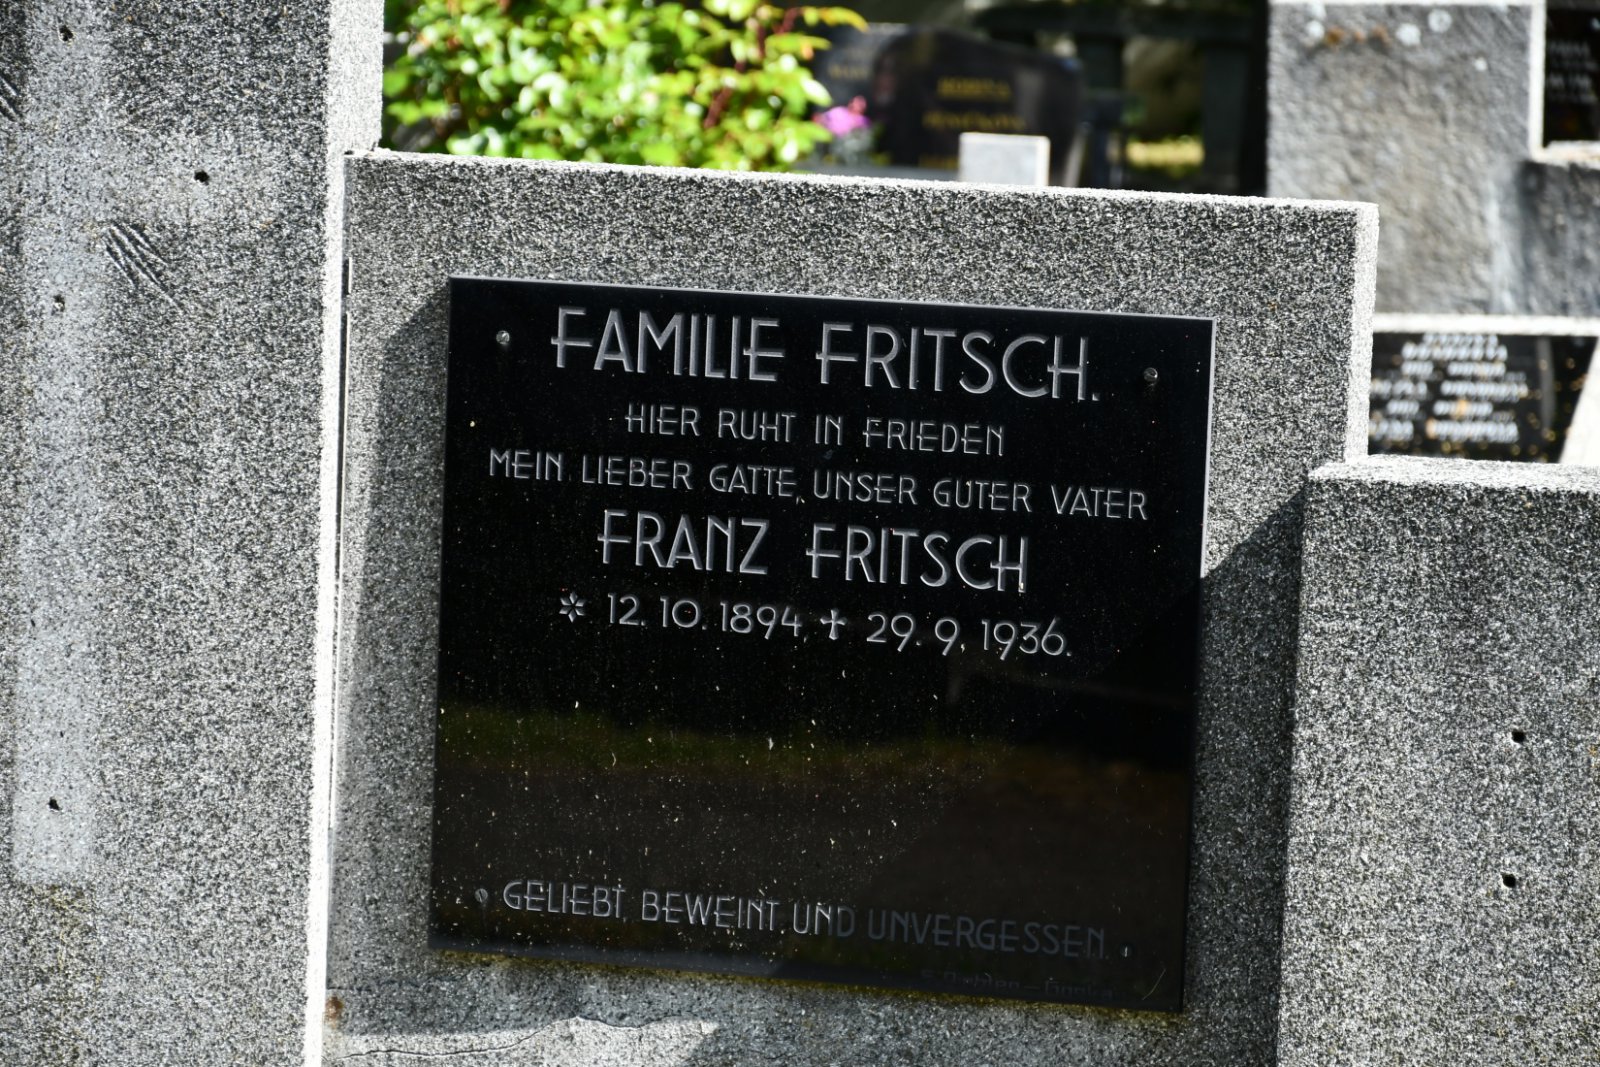 FAMILIE FRITSCH.
HIER RUHT IN FRIEDEN
MEIN LIEBER GATTE, UNSER GUTER VATER
FRANZ FRITSCH
* 12. 10. 1894, ✝ 29. 9, 1936.
GELIEBT, BEWEINT UND UNVERGESSEN.